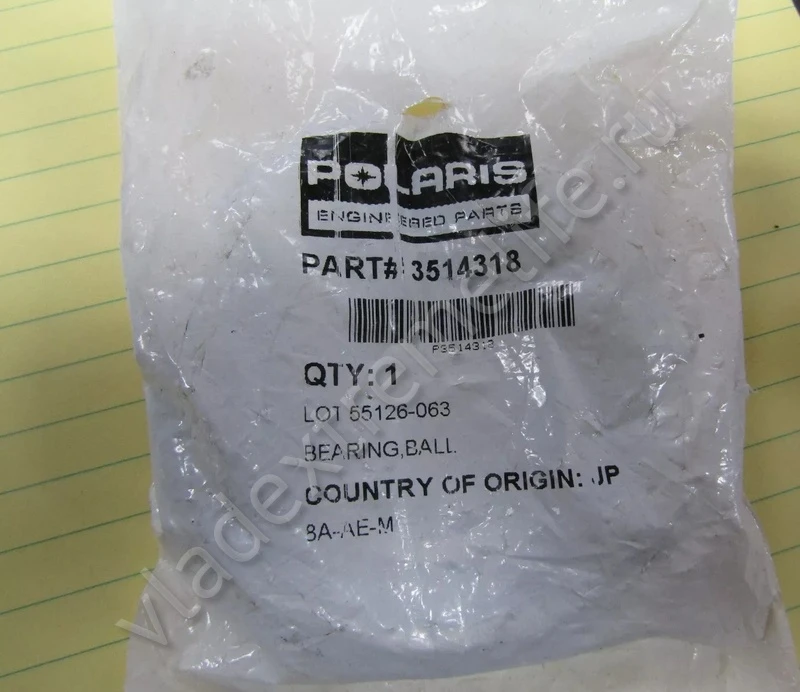 POLARIS
ENGINEERED PARTS
PART# 3514318
P3514318
QTY: 1
LOT 55126-063
BEARING,BALL
COUNTRY OF ORIGIN: JP
8A-AE-M
vladextremelife.ru